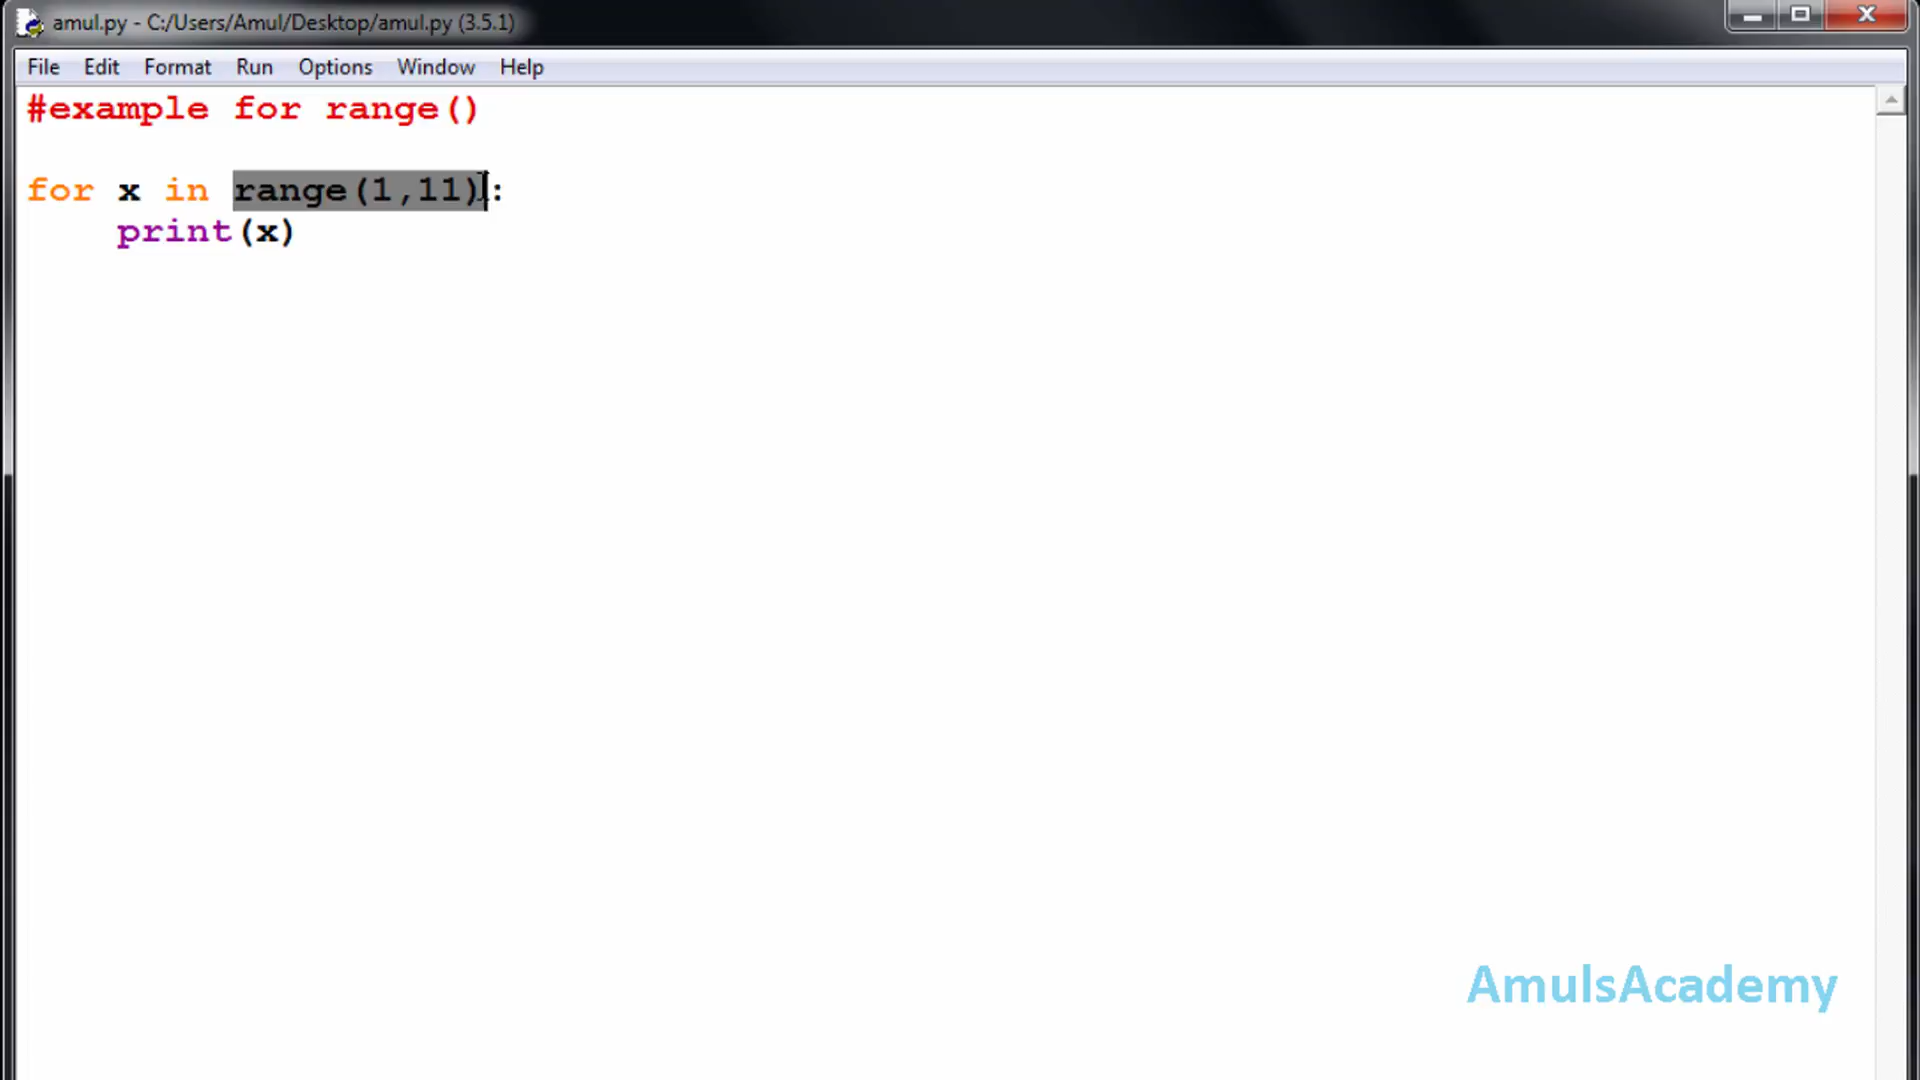 amul.py - C:/Users/Amul/Desktop/amul.py (3.5.1)
File Edit Format Run Options Window Help
#example for range()
for x in range(1,11):
    print(x)
AmulsAcademy